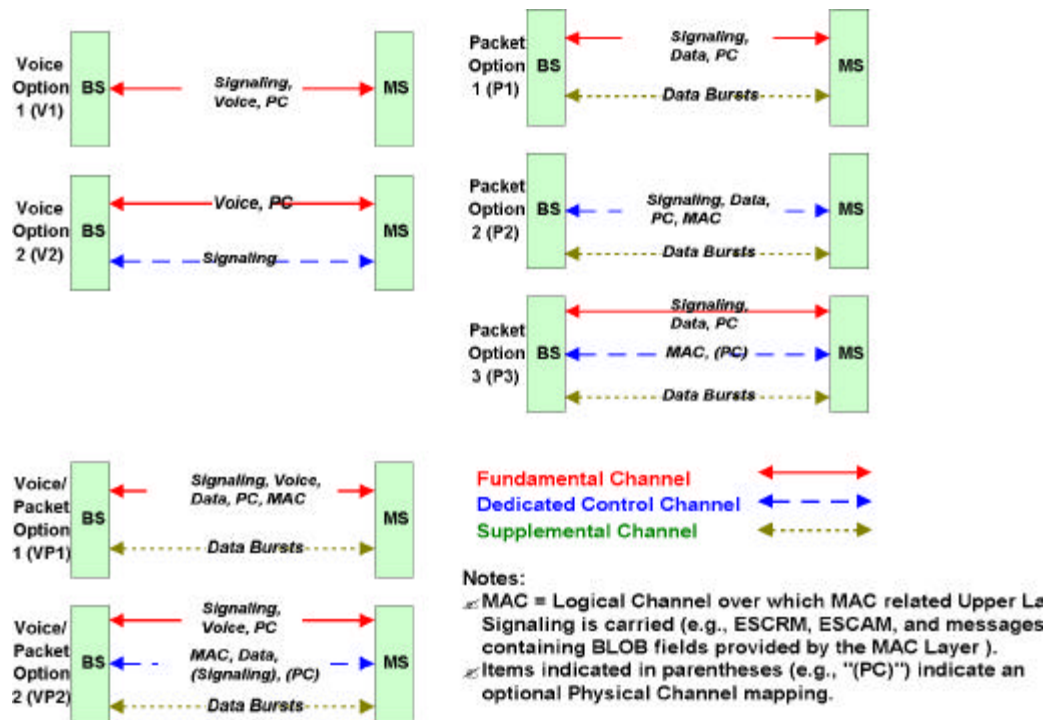 Voice
Option
1 (V1)
BS
Signaling,
Voice, PC
MS
Voice
Option
2 (V2)
BS
Voice, PC
Signaling
MS
Packet
Option
1 (P1)
BS
Signaling,
Data, PC
Data Bursts
MS
Packet
Option
2 (P2)
BS
Signaling, Data,
PC, MAC
Data Bursts
MS
Packet
Option
3 (P3)
BS
Signaling,
Data, PC
MAC, (PC)
Data Bursts
MS
Voice/
Packet
Option
1 (VP1)
BS
Signaling, Voice,
Data, PC, MAC
Data Bursts
MS
Voice/
Packet
Option
2 (VP2)
BS
Signaling,
Voice, PC
MAC, Data,
(Signaling), (PC)
Data Bursts
MS
Fundamental Channel
Dedicated Control Channel
Supplemental Channel
Notes:
MAC = Logical Channel over which MAC related Upper La
Signaling is carried (e.g., ESCRM, ESCAM, and messages
containing BLOB fields provided by the MAC Layer ).
Items indicated in parentheses (e.g., "(PC)") indicate an
optional Physical Channel mapping.